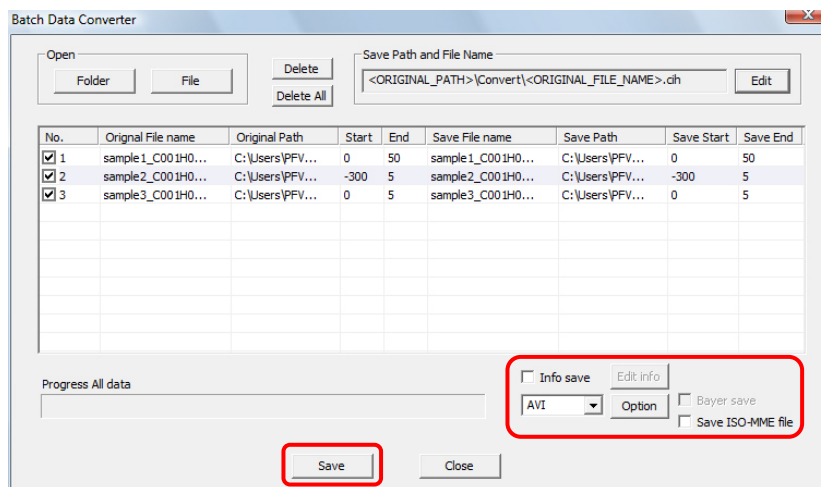 Batch Data Converter
X
Open
Folder
File
Delete
Delete All
Save Path and File Name
<ORIGINAL_PATH>\Convert\<ORIGINAL_FILE_NAME>.cih
Edit
No. Orignal File name Original Path Start End Save File name Save Path Save Start Save End
1 sample1_C001H0... C:\Users\PFV... 0 50 sample1_C001H0... C:\Users\PFV... 0 50
2 sample2_C001H0... C:\Users\PFV... -300 5 sample2_C001H0... C:\Users\PFV... -300 5
3 sample3_C001H0... C:\Users\PFV... 0 5 sample3_C001H0... C:\Users\PFV... 0 5
Progress All data
Info save
Edit info
AVI
Option
Bayer save
Save ISO-MME file
Save
Close